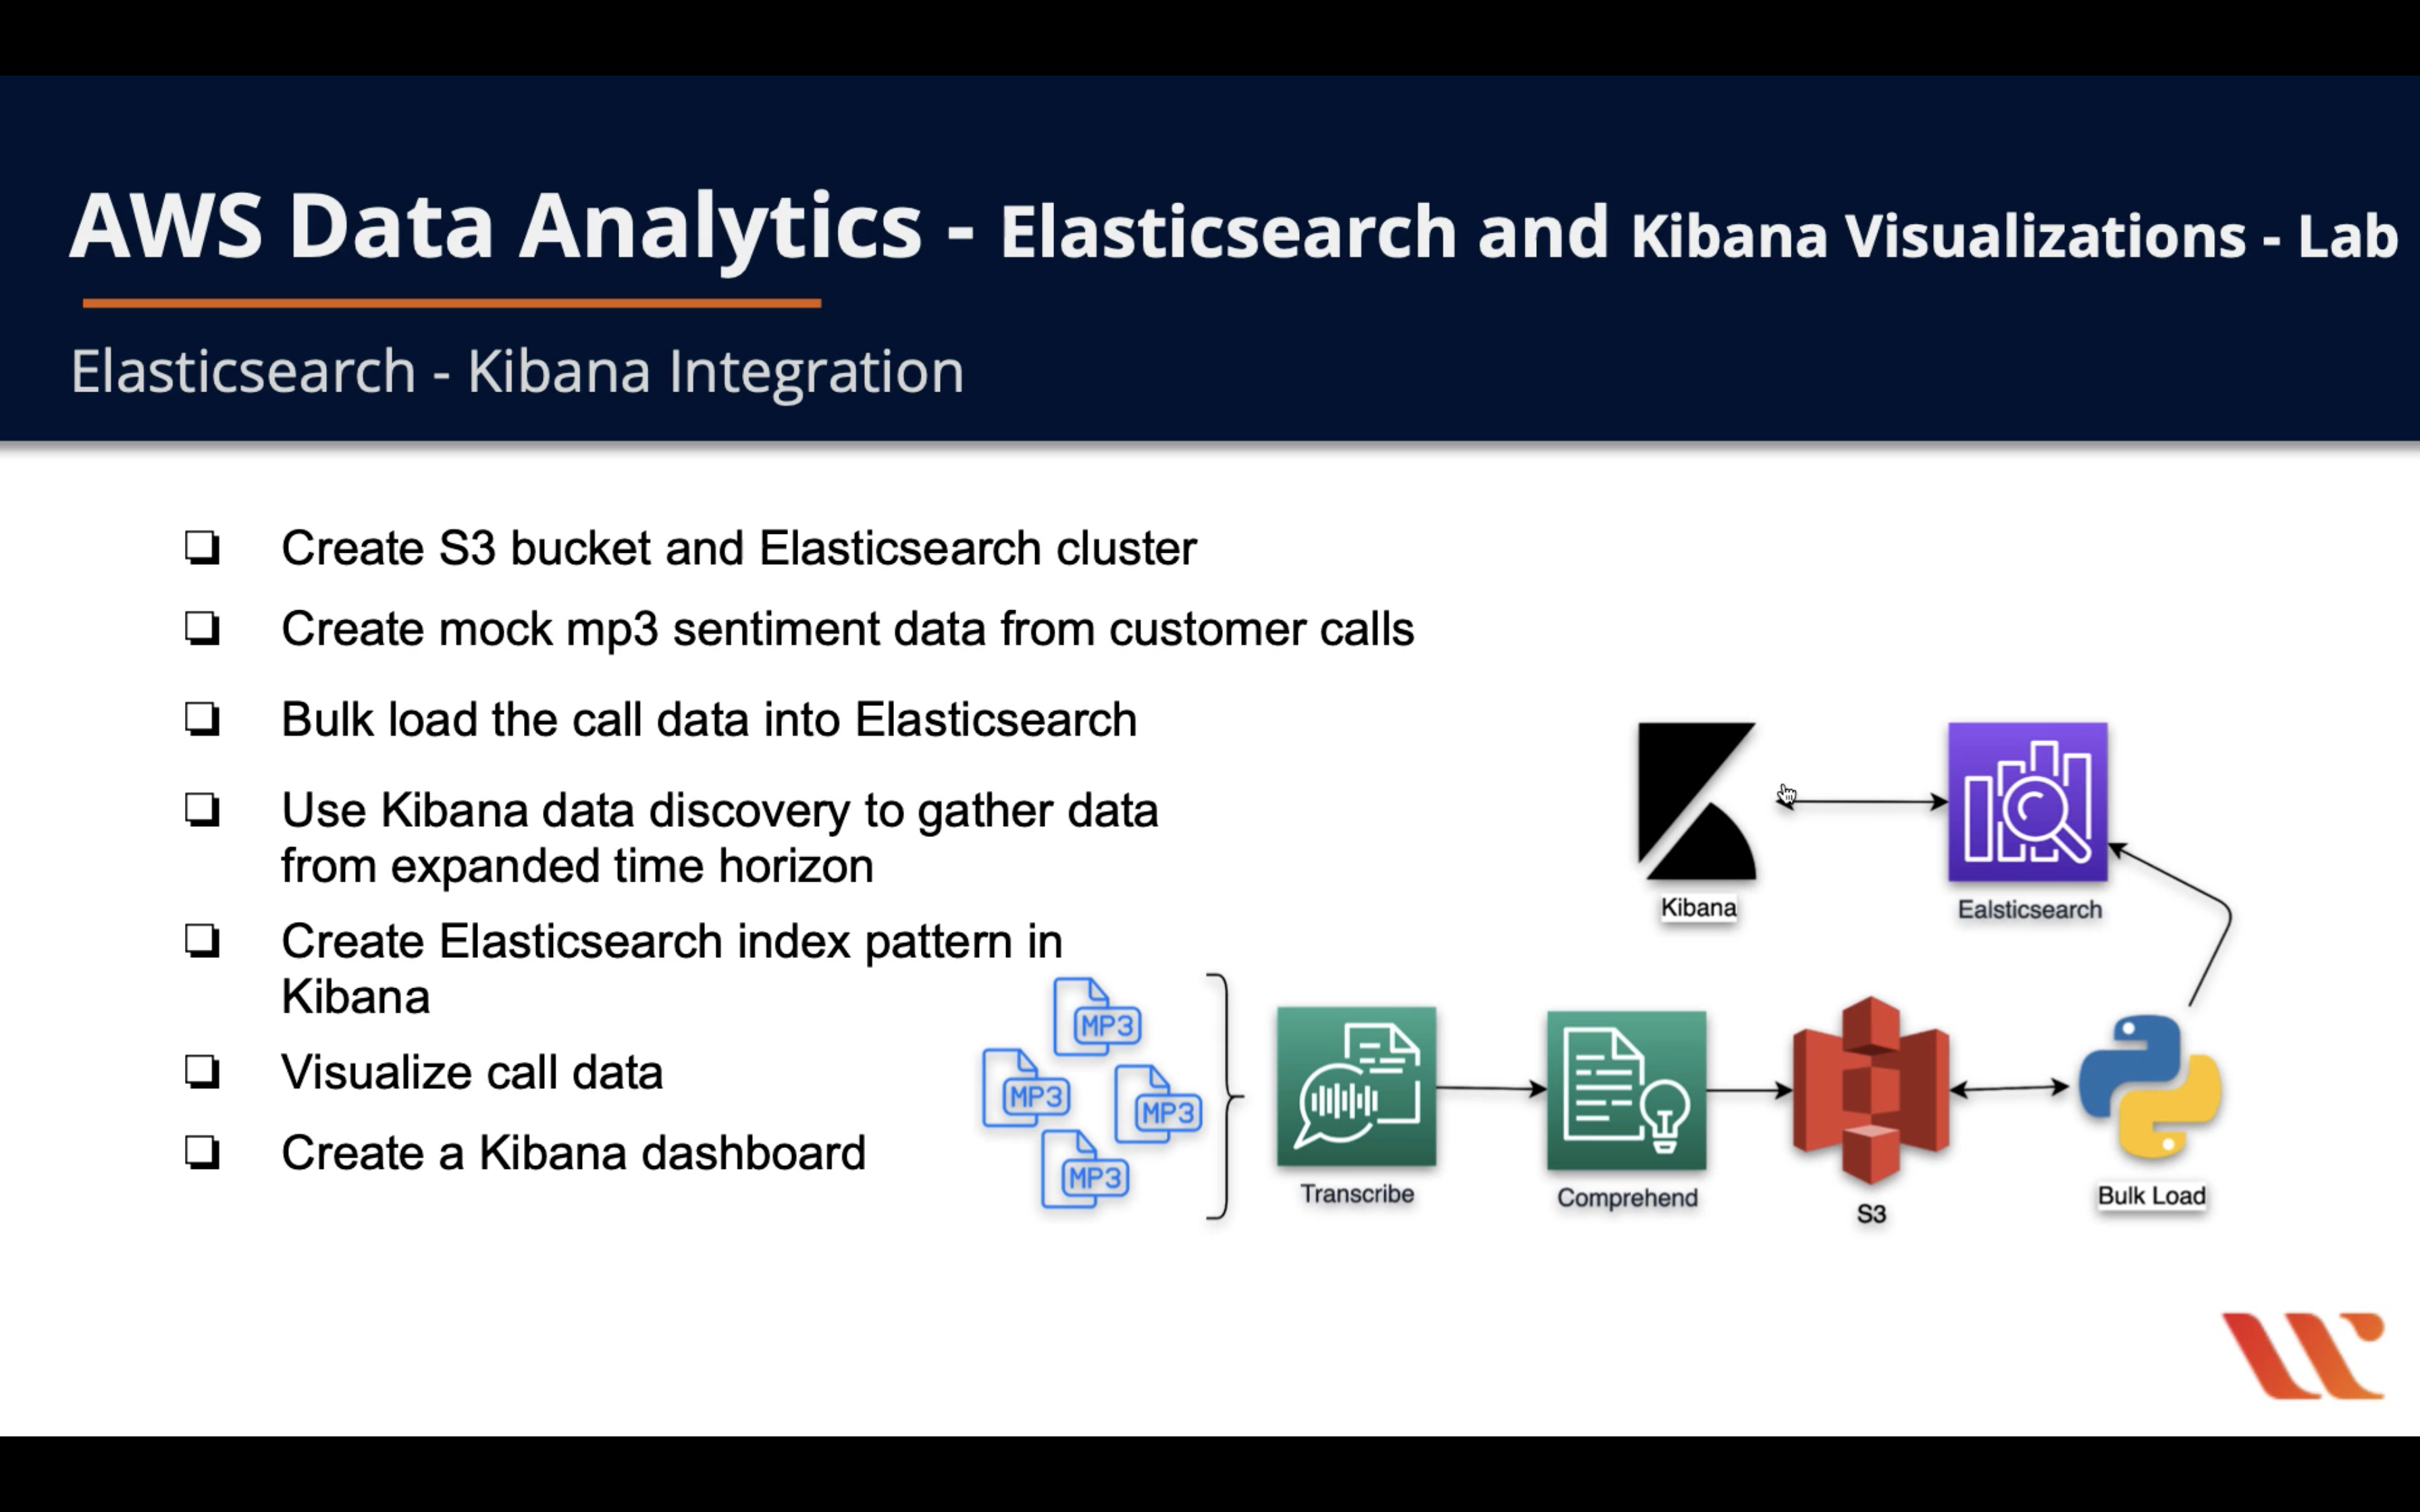 AWS Data Analytics - Elasticsearch and Kibana Visualizations - Lab
Elasticsearch - Kibana Integration
❏ Create S3 bucket and Elasticsearch cluster
❏ Create mock mp3 sentiment data from customer calls
❏ Bulk load the call data into Elasticsearch
❏ Use Kibana data discovery to gather data
from expanded time horizon
❏ Create Elasticsearch index pattern in
Kibana
❏ Visualize call data
❏ Create a Kibana dashboard
Kibana
Ealsticsearch
MP3
MP3
MP3
MP3
Transcribe
Comprehend
S3
Bulk Load